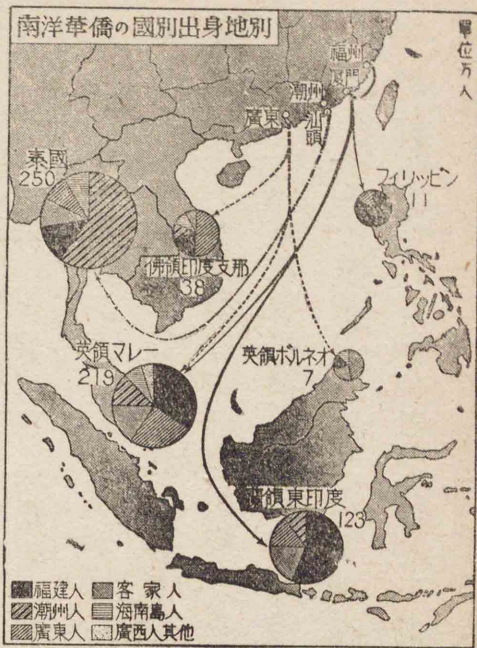 南洋華僑の國別出身地別
單位万人
福州
厦門
潮州
汕頭
廣東
泰國
250
フィリッピン
11
佛領印度支那
38
英領マレー
219
英領ボルネオ
7
蘭領東印度
123
福建人
客家人
潮州人
海南島人
廣東人
廣西人其他